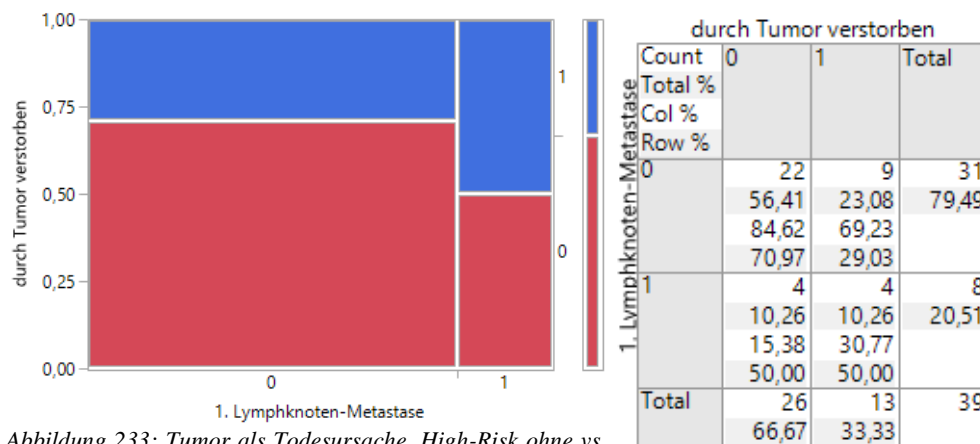 1,00
0,75
0,50
0,25
0,00
durch Tumor verstorben
0 1
1. Lymphknoten-Metastase
1
0
Abbildung 233: Tumor als Todesursache, High-Risk ohne vs
durch Tumor verstorben
1. Lymphknoten-Metastase
Count 0 1 Total
Total %
Col %
Row %
0 22 9 31
56,41 23,08 79,49
84,62 69,23
70,97 29,03
1 4 4 8
10,26 10,26 20,51
15,38 30,77
50,00 50,00
Total 26 13 39
66,67 33,33